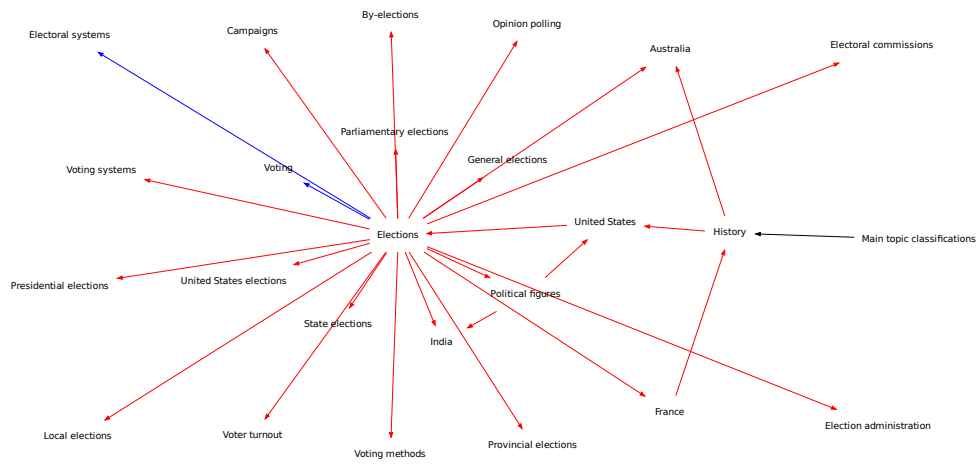 By-elections
Opinion polling
Campaigns
Electoral systems
Electoral commissions
Australia
Parliamentary elections
General elections
Voting
Voting systems
United States
History
Elections
Main topic classifications
United States elections
Presidential elections
Political figures
State elections
India
France
Election administration
Local elections
Voter turnout
Provincial elections
Voting methods